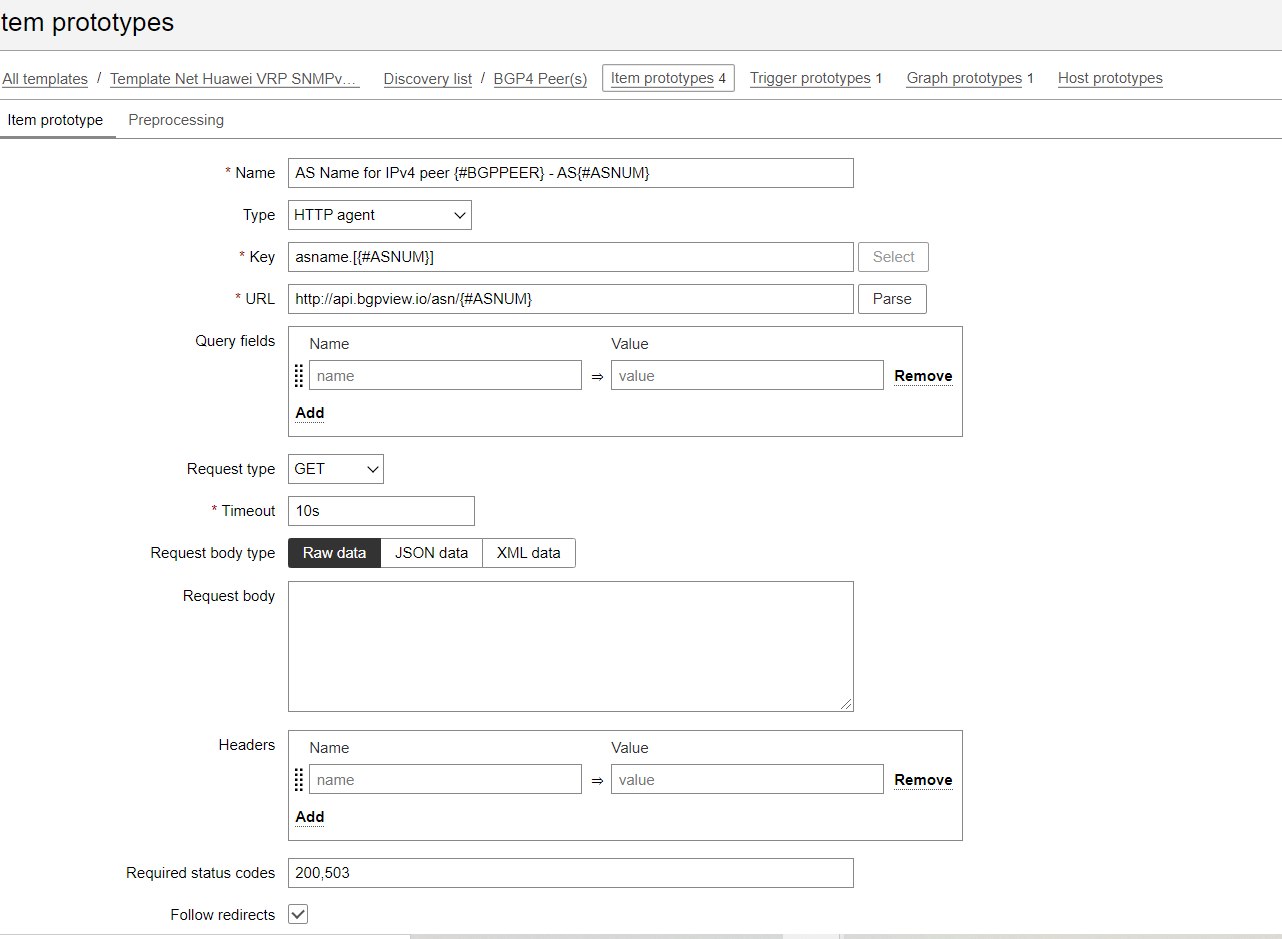 tem prototypes
All templates / Template Net Huawei VRP SNMPv... Discovery list / BGP4 Peer(s) Item prototypes 4 Trigger prototypes 1 Graph prototypes 1 Host prototypes
Item prototype Preprocessing
* Name AS Name for IPv4 peer {#BGPPEER} - AS{#ASNUM}
Type HTTP agent
* Key asname.[{#ASNUM}] Select
* URL http://api.bgpview.io/asn/{#ASNUM} Parse
Query fields Name Value
name ⇒ value Remove
Add
Request type GET
* Timeout 10s
Request body type Raw data JSON data XML data
Request body
Headers Name Value
name ⇒ value Remove
Add
Required status codes 200,503
Follow redirects